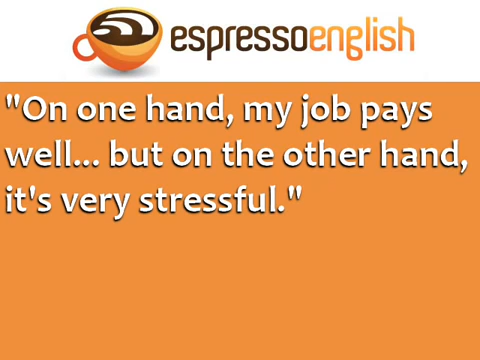 espressoenglish
"On one hand, my job pays
well... but on the other hand,
it's very stressful."